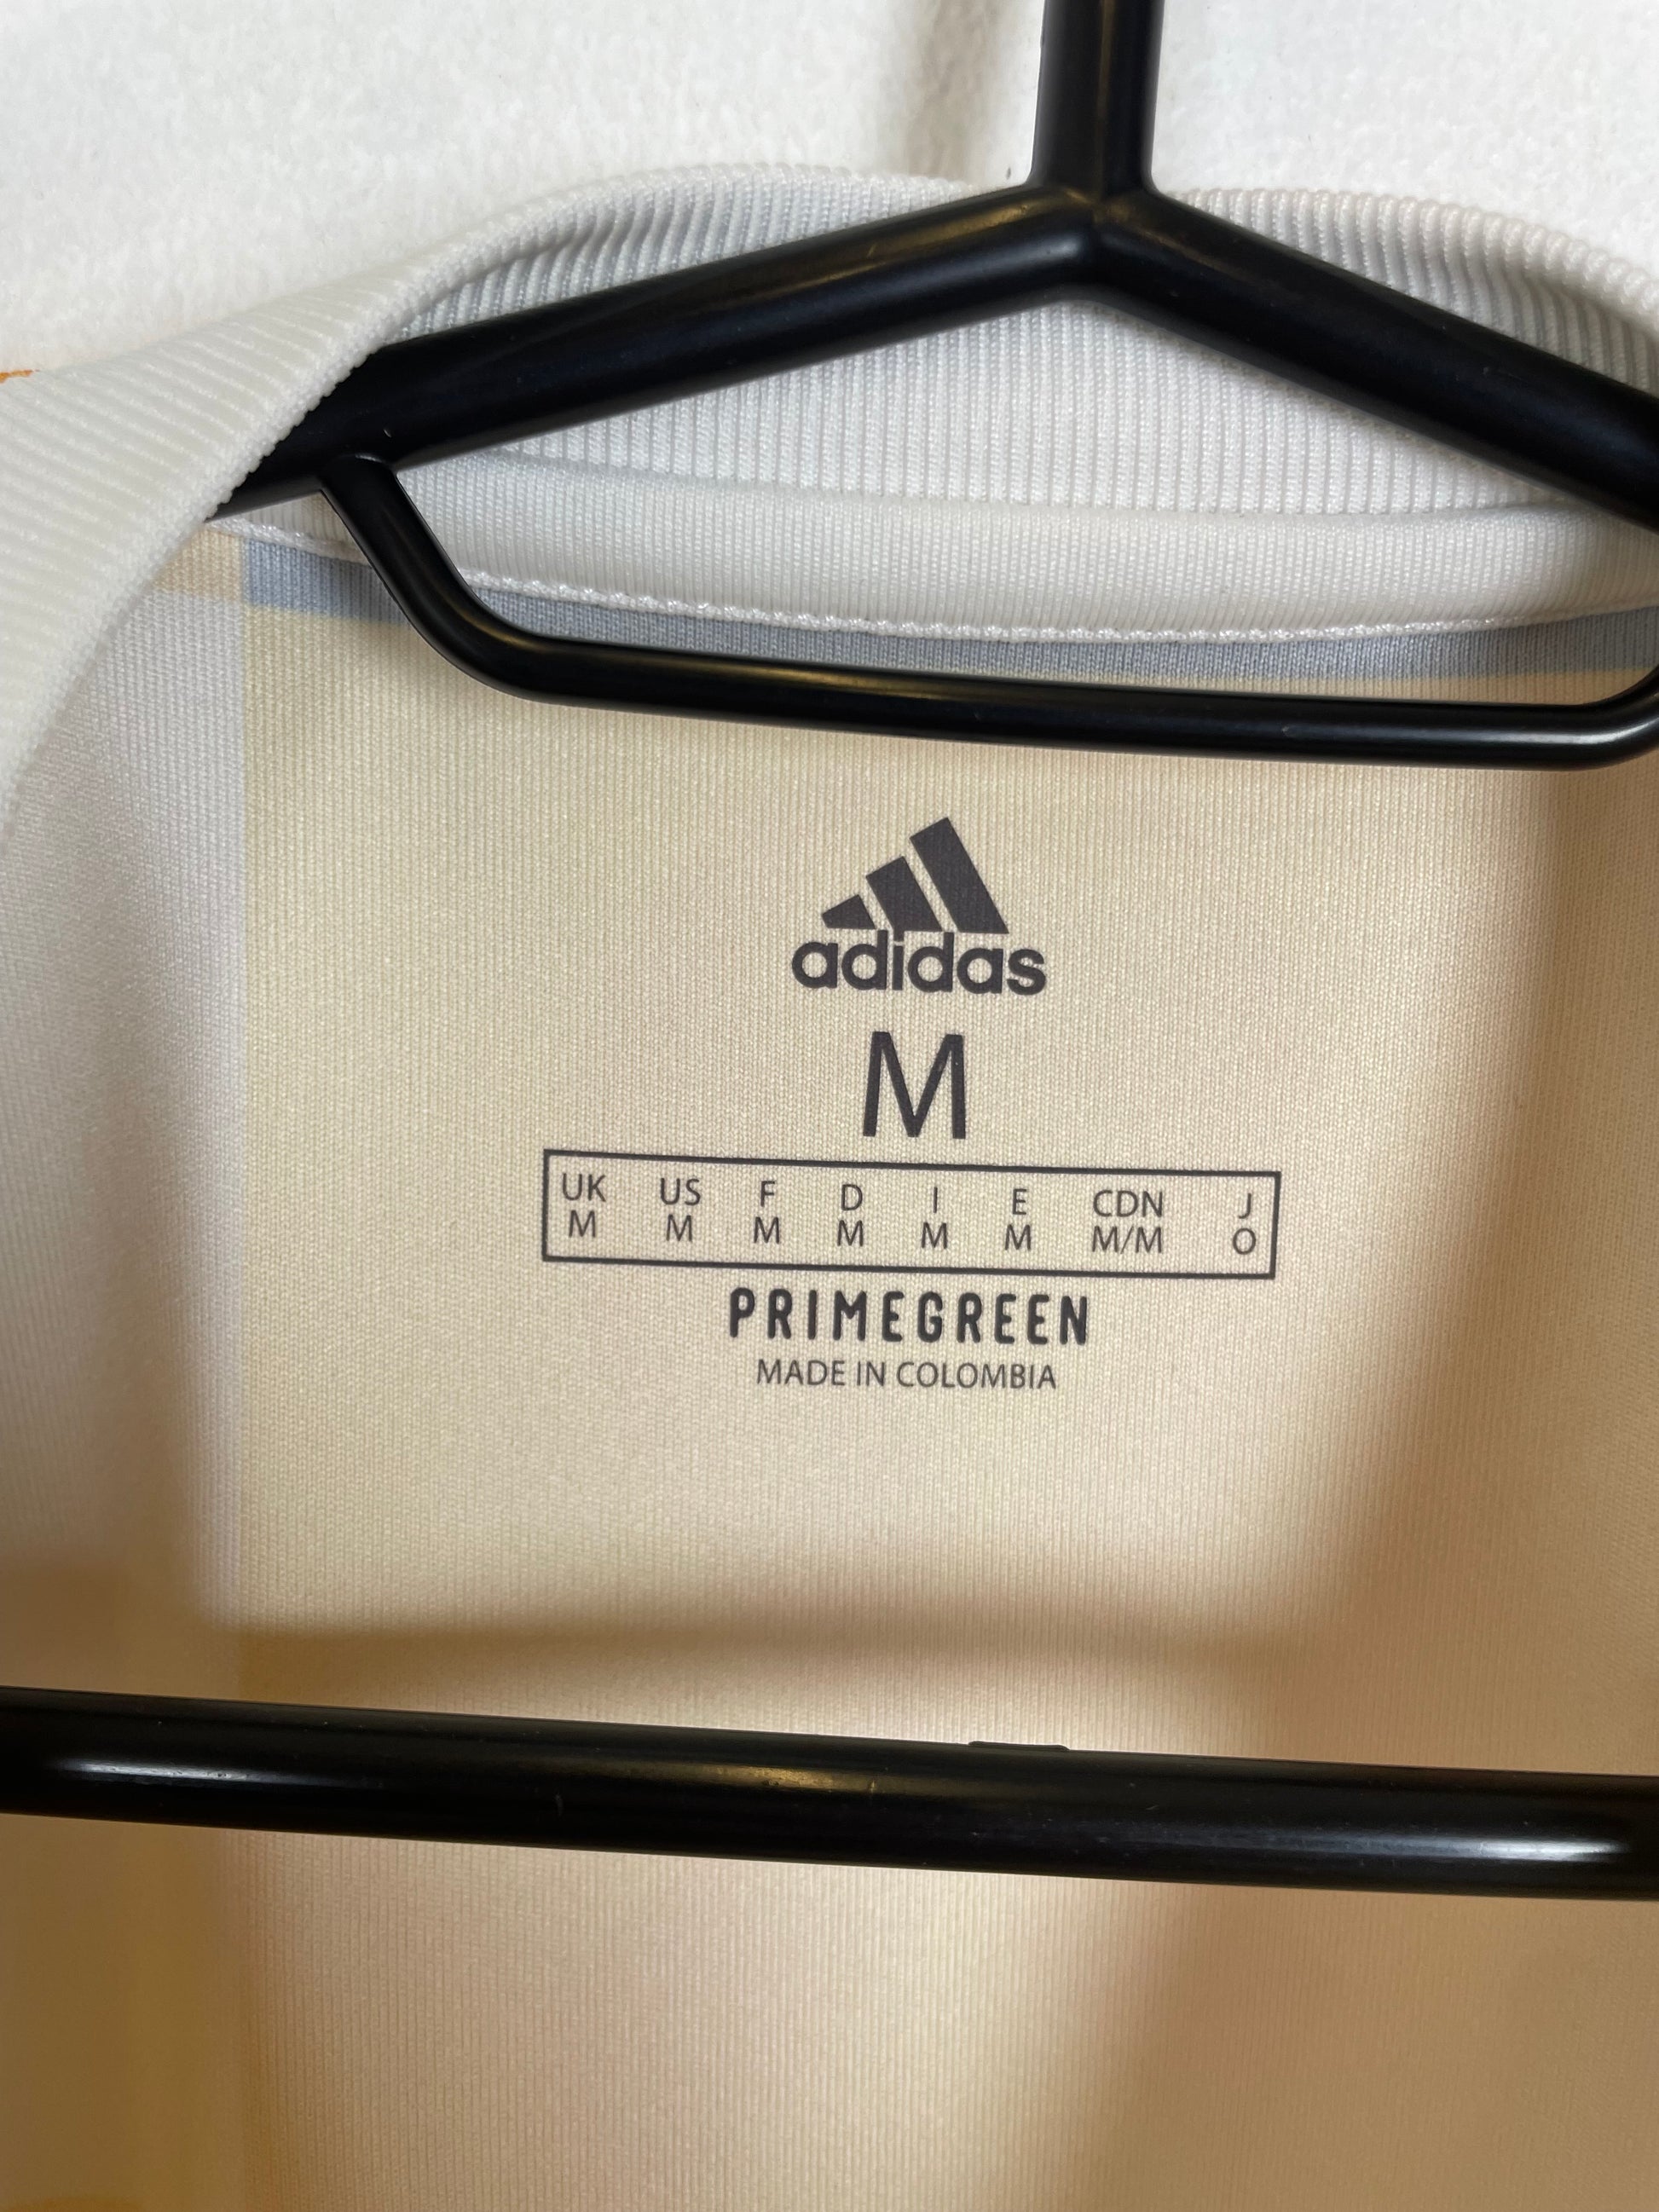 adidas
M
UK US F D I E CDN J
M M M M M M M/M O
PRIMEGREEN
MADE IN COLOMBIA